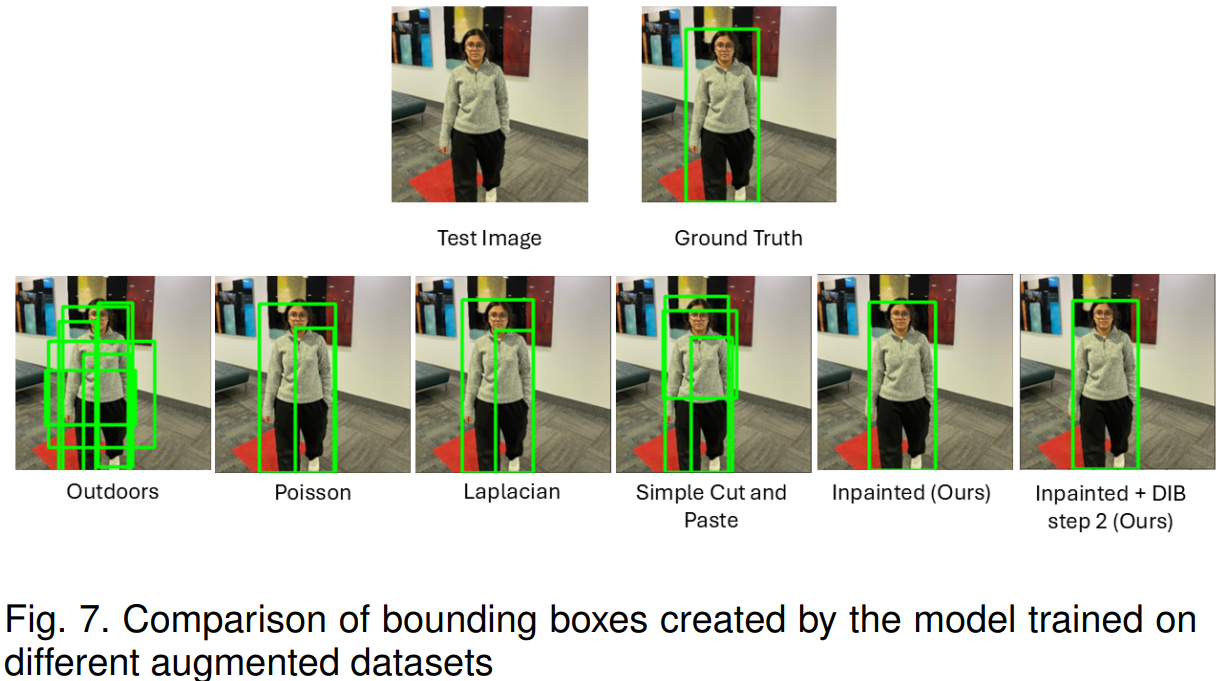 Test Image
Ground Truth
Outdoors
Poisson
Laplacian
Simple Cut and
Paste
Inpainted (Ours)
Inpainted + DIB
step 2 (Ours)
Fig. 7. Comparison of bounding boxes created by the model trained on
different augmented datasets